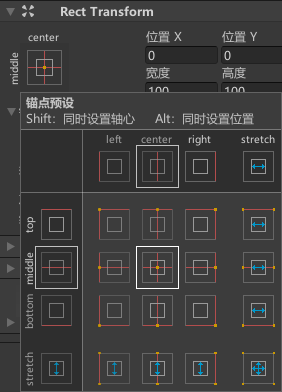 Rect Transform
center
位置 X
位置 Y
middle
0
0
宽度
高度
100
100
锚点预设
Shift: 同时设置轴心
Alt: 同时设置位置
left
center
right
stretch
top
middle
bottom
stretch